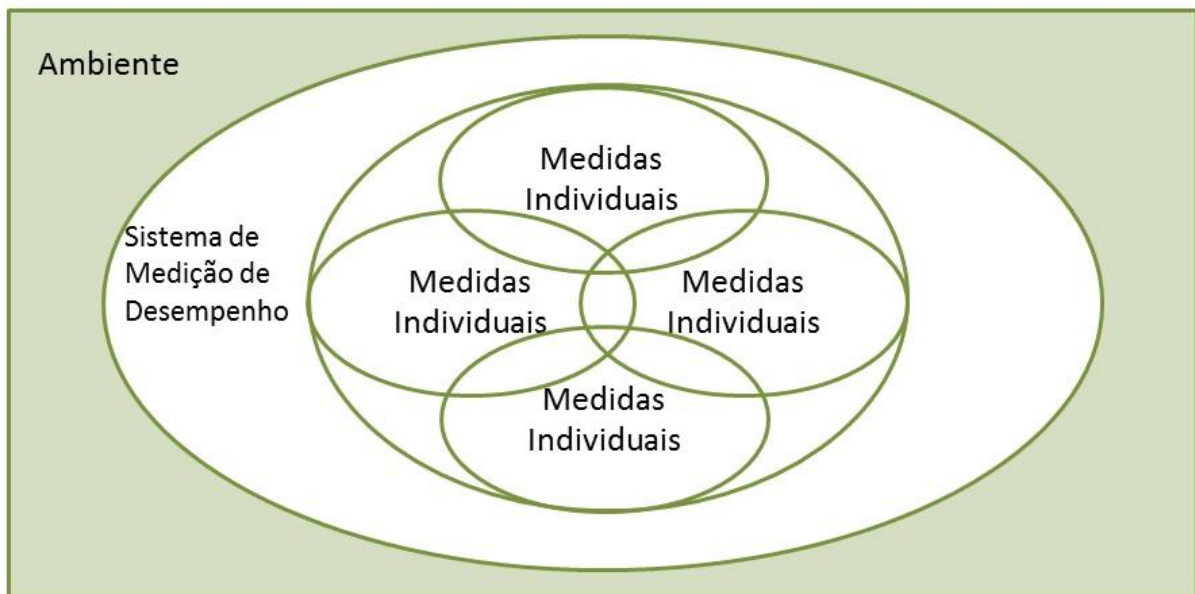 Ambiente
Medidas
Individuais
Sistema de
Medição de
Desempenho
Medidas
Individuais
Medidas
Individuais
Medidas
Individuais